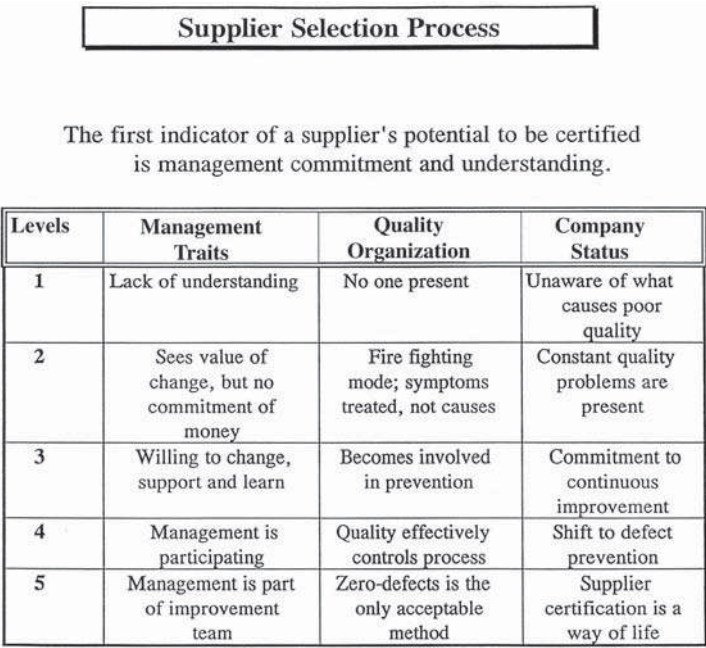 Supplier Selection Process
The first indicator of a supplier's potential to be certified
is management commitment and understanding.
Levels Management Traits Quality Organization Company Status
1 Lack of understanding No one present Unaware of what causes poor quality
2 Sees value of change, but no commitment of money Fire fighting mode; symptoms treated, not causes Constant quality problems are present
3 Willing to change, support and learn Becomes involved in prevention Commitment to continuous improvement
4 Management is participating Quality effectively controls process Shift to defect prevention
5 Management is part of improvement team Zero-defects is the only acceptable method Supplier certification is a way of life